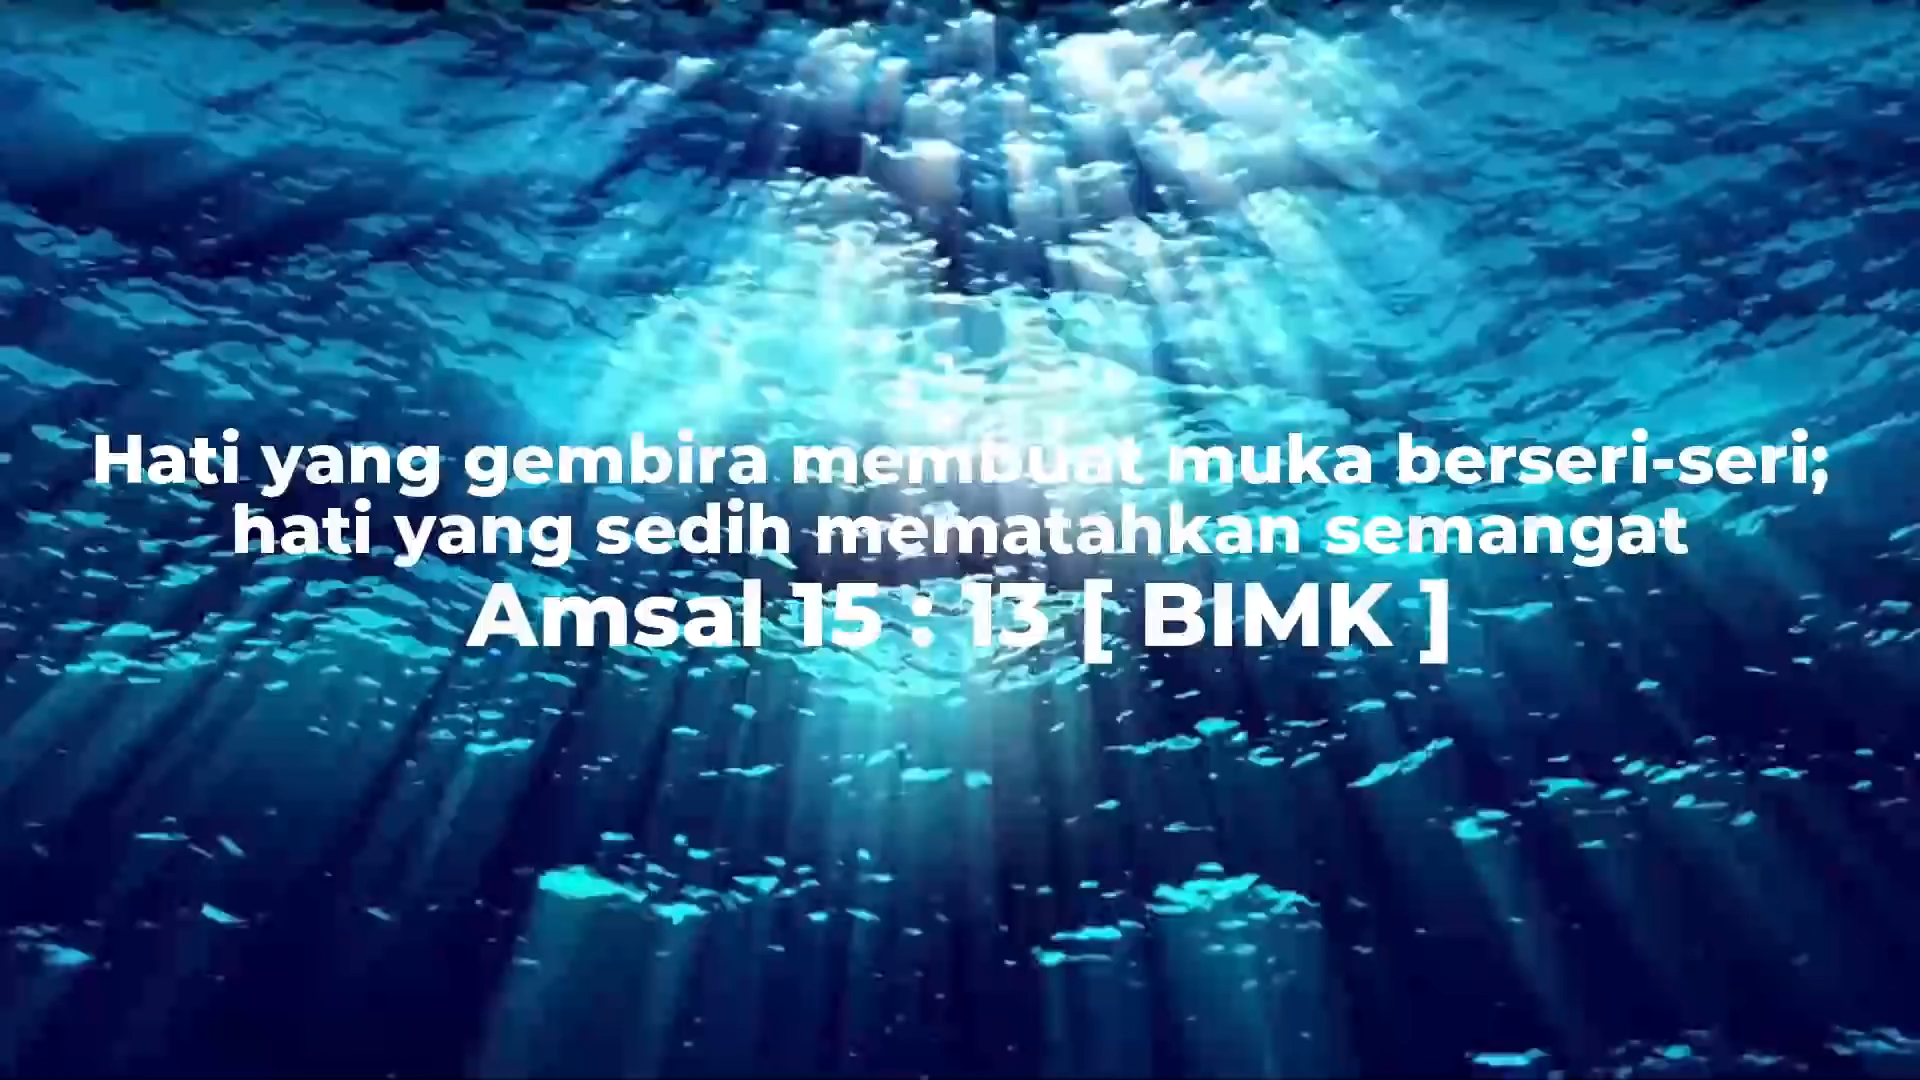 Hati yang gembira membuat muka berseri-seri;
hati yang sedih mematahkan semangat
Amsal 15 : 13 [ BIMK ]